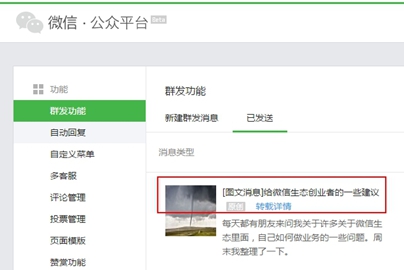 微信·公众平台 Beta
功能
群发功能
自动回复
自定义菜单
多客服
评论管理
投票管理
页面模版
赞赏功能
群发功能
新建群发消息 已发送
消息类型
[图文消息]给微信生态创业者的一些建议
原创 转载详情
每天都有朋友来问我关于许多关于微信生
态里面，自己如何做业务的一些问题。周
末我整理了一下。